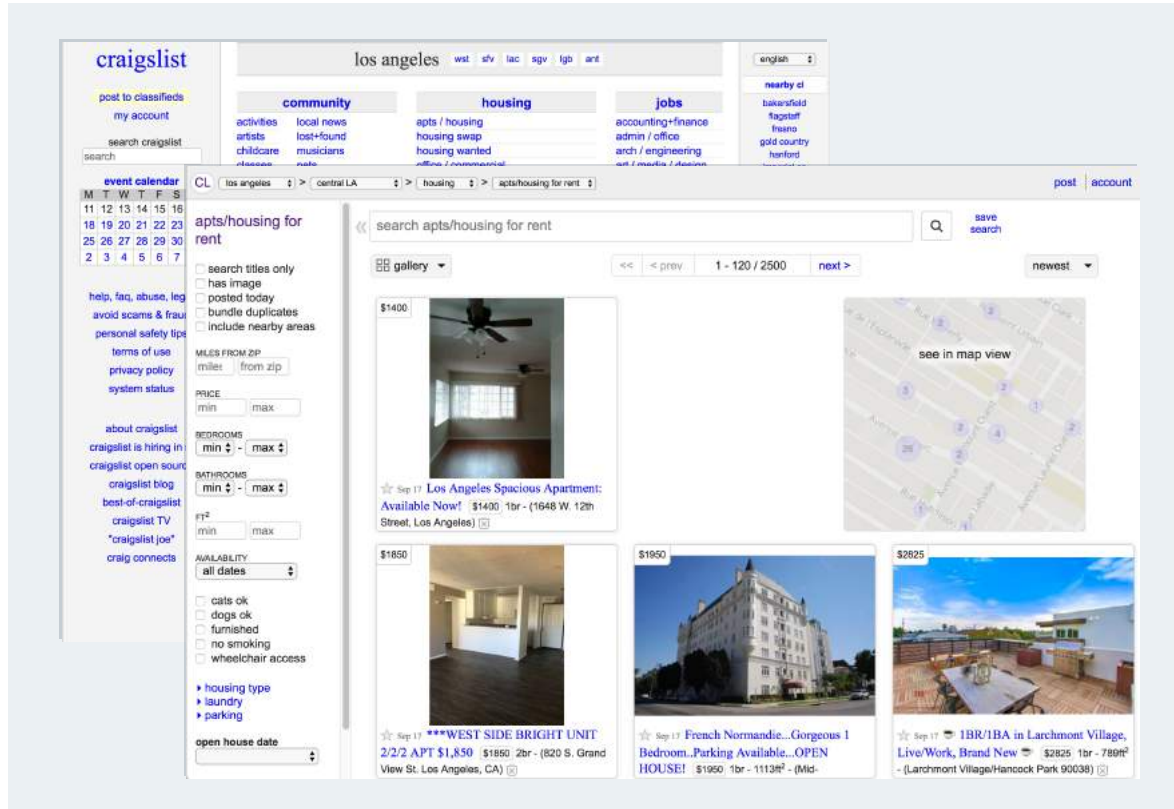 craigslist
post to classifieds
my account
search craigslist
search
event calendar
M T W T F S
11 12 13 14 15 16
18 19 20 21 22 23
25 26 27 28 29 30
2 3 4 5 6 7
help, faq, abuse, leg
avoid scams & frau
personal safety tips
terms of use
privacy policy
system status
about craigslist
craigslist is hiring in
craigslist open sourc
craigslist blog
best-of-craigslist
craigslist TV
"craigslist joe"
craig connects
los angeles wst sfv lac sgv lgb ant
community
activities local news
artists lost+found
childcare musicians
classes pets
housing
apts / housing
housing swap
housing wanted
office / commercial
jobs
accounting+finance
admin / office
arch / engineering
art / media / design
english
nearby cl
bakersfield
flagstaff
fresno
gold country
hanford
CL los angeles > central LA > housing > apts/housing for rent
post account
apts/housing for
rent
search titles only
has image
posted today
bundle duplicates
include nearby areas
MILES FROM ZIP
miles from zip
PRICE
min max
BEDROOMS
min - max
BATHROOMS
min - max
FT²
min max
AVAILABILITY
all dates
cats ok
dogs ok
furnished
no smoking
wheelchair access
housing type
laundry
parking
open house date
« search apts/housing for rent
save
search
gallery
<< < prev 1 - 120 / 2500 next >
newest
$1400
Sep 17 Los Angeles Spacious Apartment:
Available Now! $1400 1br - (1648 W. 12th
Street, Los Angeles)
see in map view
$1850
Sep 17 ***WEST SIDE BRIGHT UNIT
2/2/2 APT $1,850 $1850 2br - (820 S. Grand
View St. Los Angeles, CA)
$1950
Sep 17 French Normandie...Gorgeous 1
Bedroom..Parking Available...OPEN
HOUSE! $1950 1br - 1113ft² - (Mid-
$2825
Sep 17 1BR/1BA in Larchmont Village,
Live/Work, Brand New $2825 1br - 789ft²
- (Larchmont Village/Hancock Park 90038)